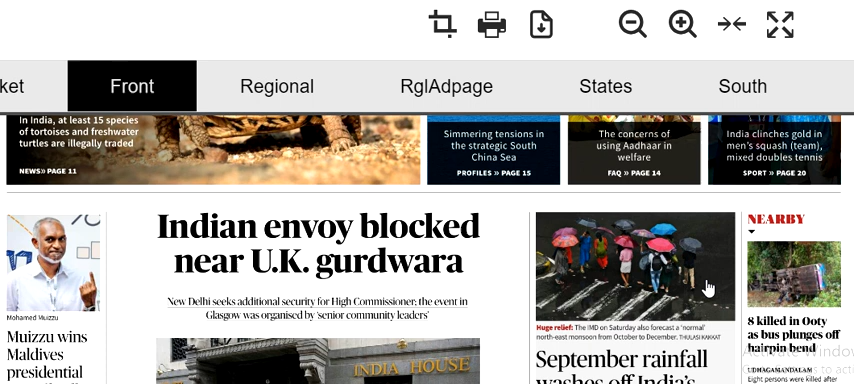 ket
Front
Regional
RglAdpage
States
South
In India, at least 15 species
of tortoises and freshwater
turtles are illegally traded
NEWS» PAGE 11
Simmering tensions in
the strategic South
China Sea
PROFILES » PAGE 15
The concerns of
using Aadhaar in
welfare
FAQ » PAGE 14
India clinches gold in
men's squash (team),
mixed doubles tennis
SPORT » PAGE 20
Mohamed Muizzu
Muizzu wins
Maldives
presidential
Indian envoy blocked
near U.K. gurdwara
New Delhi seeks additional security for High Commissioner; the event in
Glasgow was organised by 'senior community leaders'
INDIA HOUSE
Huge relief: The IMD on Saturday also forecast a 'normal'
north-east monsoon from October to December. THULASI KAKKAT
September rainfall
washes off India's
NEARBY
8 killed in Ooty
as bus plunges off
hairpin bend
UDHAGAMANDALAM
Eight persons were killed after
Activate Window